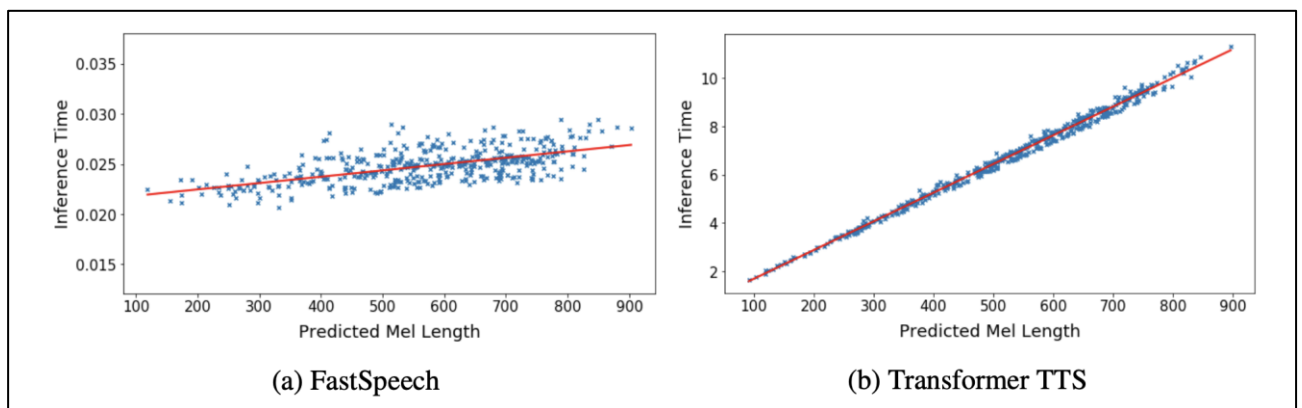 0.035
0.030
0.025
0.020
0.015
Inference Time
100 200 300 400 500 600 700 800 900
Predicted Mel Length
(a) FastSpeech
10
8
6
4
2
Inference Time
100 200 300 400 500 600 700 800 900
Predicted Mel Length
(b) Transformer TTS